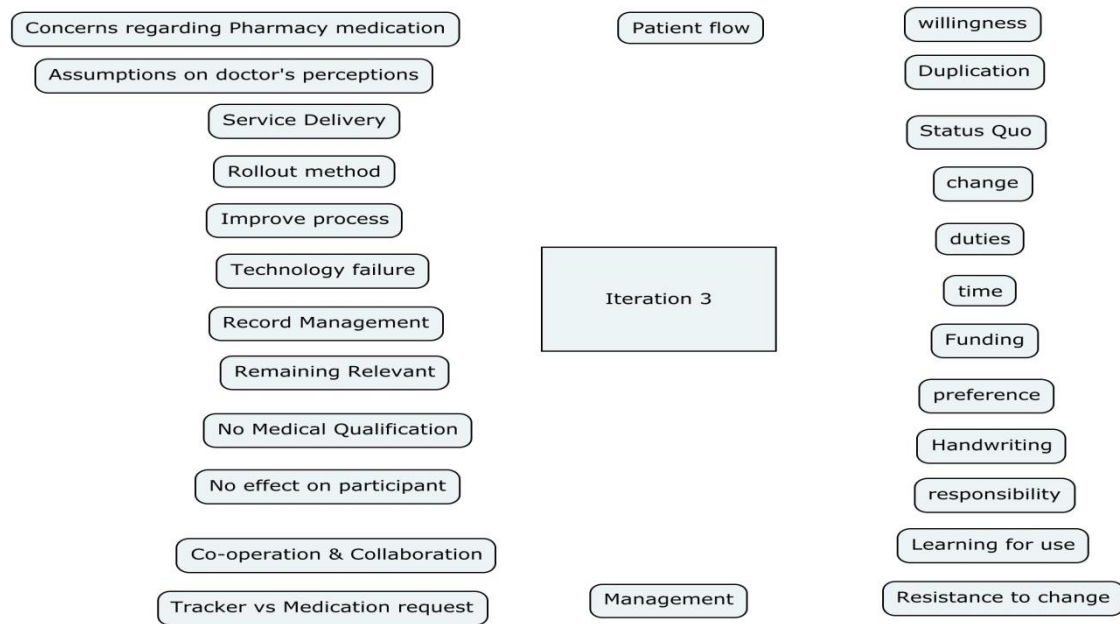 Concerns regarding Pharmacy medication
Assumptions on doctor's perceptions
Service Delivery
Rollout method
Improve process
Technology failure
Record Management
Remaining Relevant
No Medical Qualification
No effect on participant
Co-operation & Collaboration
Tracker vs Medication request
Patient flow
Iteration 3
Management
willingness
Duplication
Status Quo
change
duties
time
Funding
preference
Handwriting
responsibility
Learning for use
Resistance to change